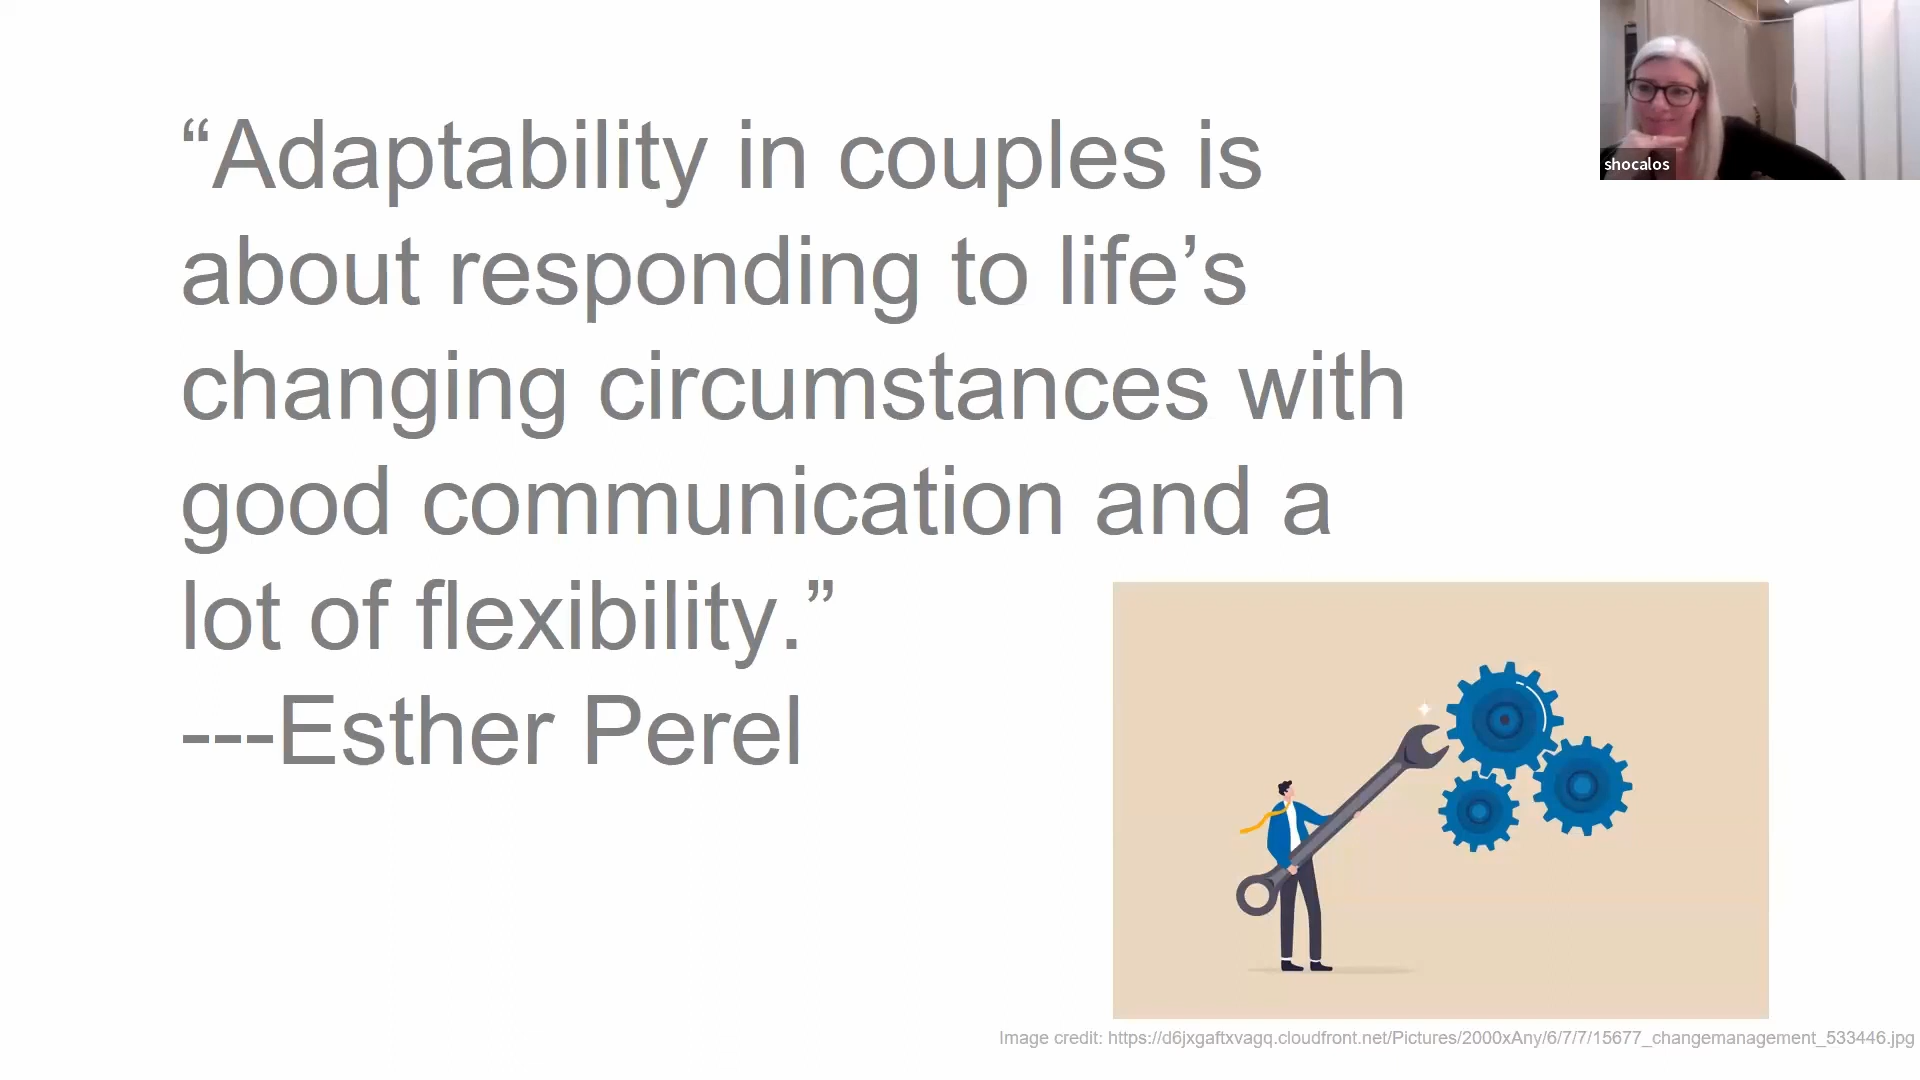 “Adaptability in couples is
about responding to life’s
changing circumstances with
good communication and a
lot of flexibility.”
---Esther Perel
shocalos
Image credit: https://d6jxgaftxvagq.cloudfront.net/Pictures/2000xAny/6/7/7/15677_changemanagement_533446.jpg